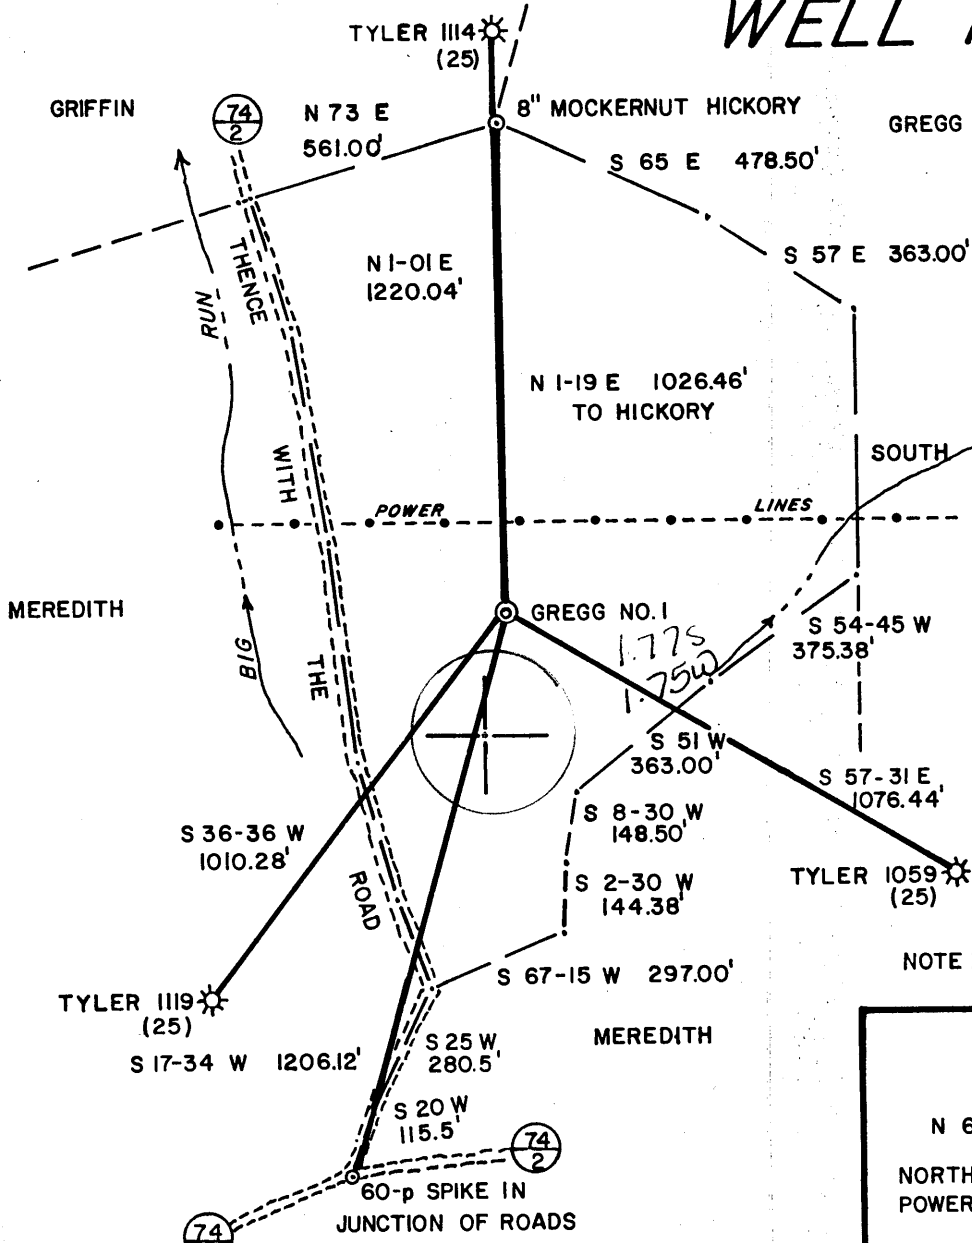 WELL
TYLER 1114
(25)
GRIFFIN
74
2
N 73 E
561.00'
8" MOCKERNUT HICKORY
GREGG
S 65 E 478.50'
S 57 E 363.00'
THENCE
N 1-01 E
1220.04'
RUN
N 1-19 E 1026.46'
TO HICKORY
SOUTH
WITH
POWER
LINES
MEREDITH
GREGG NO. 1
1.77S
1.75W
S 54-45 W
375.38'
BIG
THE
S 51 W
363.00'
S 57-31 E
1076.44'
S 8-30 W
148.50'
S 36-36 W
1010.28'
ROAD
S 2-30 W
144.38'
TYLER 1059
(25)
S 67-15 W 297.00'
NOTE
TYLER 1119
(25)
MEREDITH
S 17-34 W 1206.12'
S 25 W
280.5'
S 20 W
115.5'
74
2
N 6
60-p SPIKE IN
JUNCTION OF ROADS
NORTH
POWER
74